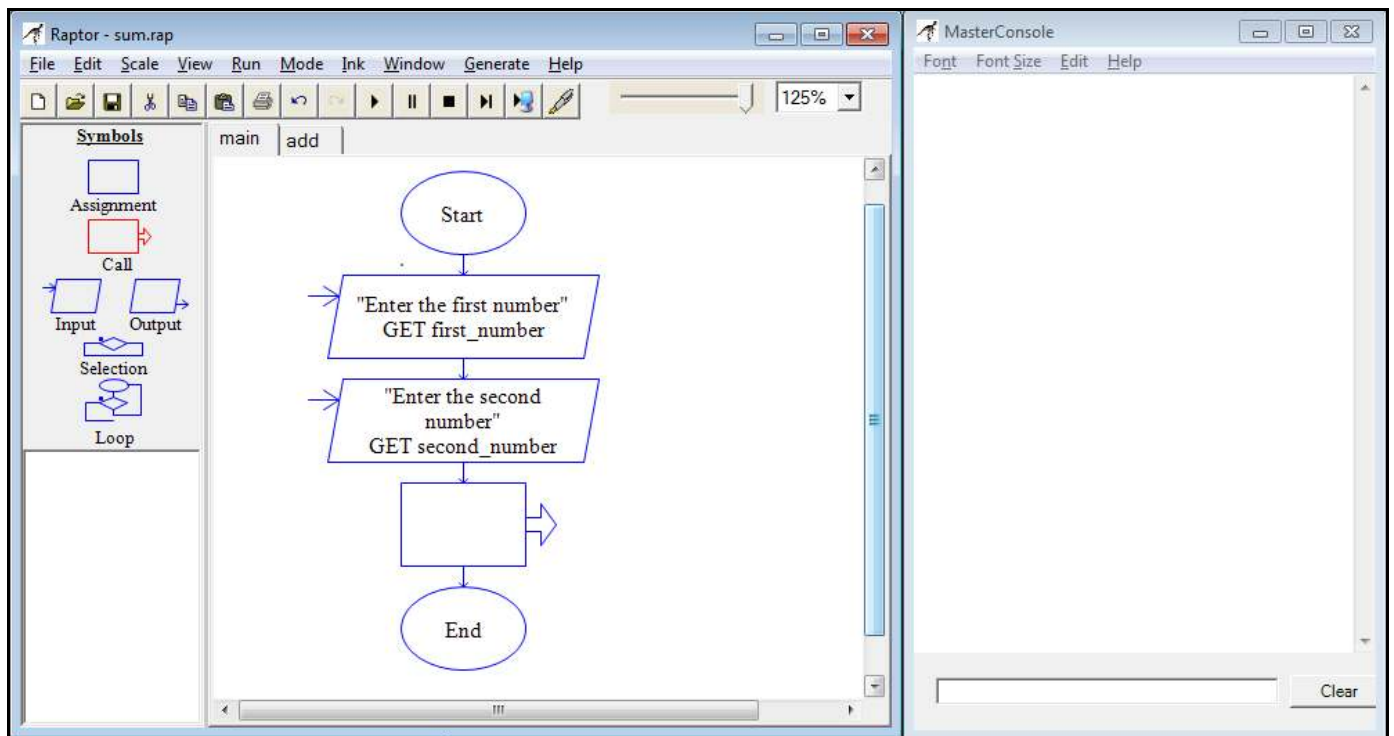 Raptor - sum.rap
File Edit Scale View Run Mode Ink Window Generate Help
125%
Symbols
Assignment
Call
Input Output
Selection
Loop
main add
Start
"Enter the first number"
GET first_number
"Enter the second
number"
GET second_number
End
MasterConsole
Font Font Size Edit Help
Clear